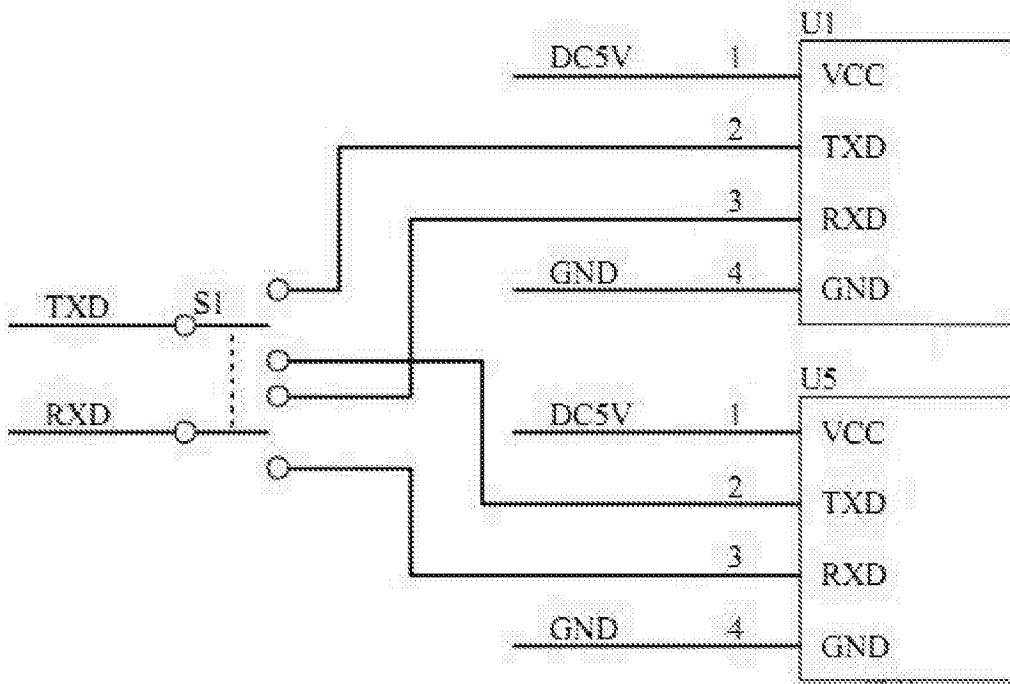 U1
DC5V 1 VCC
2 TXD
3 RXD
GND 4 GND
TXD S1
U5
RXD DC5V 1 VCC
2 TXD
3 RXD
GND 4 GND